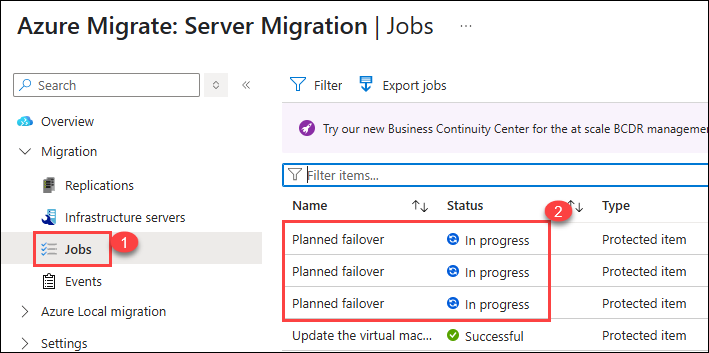 Azure Migrate: Server Migration | Jobs ...
Search
Filter
Export jobs
Overview
Try our new Business Continuity Center for the at scale BCDR managemen
Migration
Filter items...
Replications
Name Status Type
Infrastructure servers
2
Planned failover In progress Protected item
Jobs
1
Planned failover In progress Protected item
Events
Planned failover In progress Protected item
Azure Local migration
Update the virtual mac... Successful Protected item
Settings